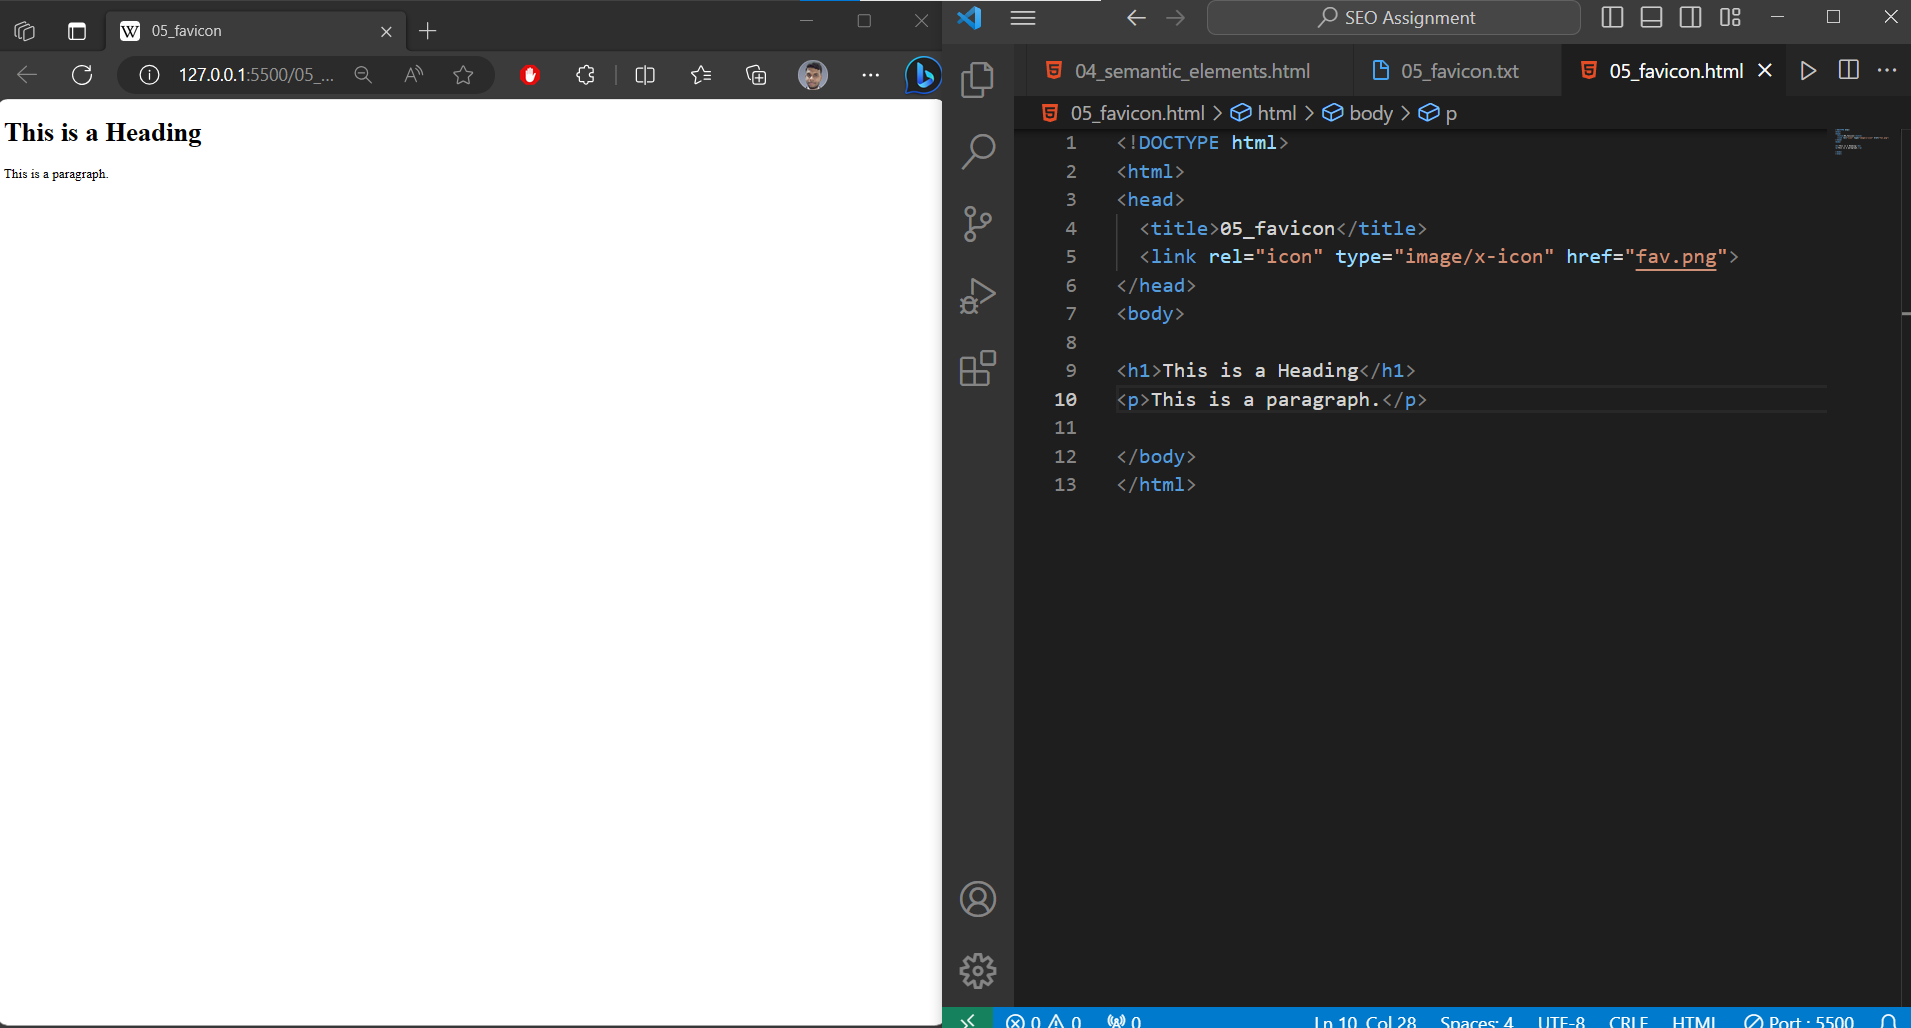 W 05_favicon
127.0.0.1:5500/05_...
This is a Heading
This is a paragraph.
SEO Assignment
04_semantic_elements.html
05_favicon.txt
05_favicon.html
05_favicon.html > html > body > p
1 <!DOCTYPE html>
2 <html>
3 <head>
4 <title>05_favicon</title>
5 <link rel="icon" type="image/x-icon" href="fav.png">
6 </head>
7 <body>
8
9 <h1>This is a Heading</h1>
10 <p>This is a paragraph.</p>
11
12 </body>
13 </html>
0 0 0 Ln 10, Col 28 Spaces: 4 UTF-8 CRLF HTML Port : 5500